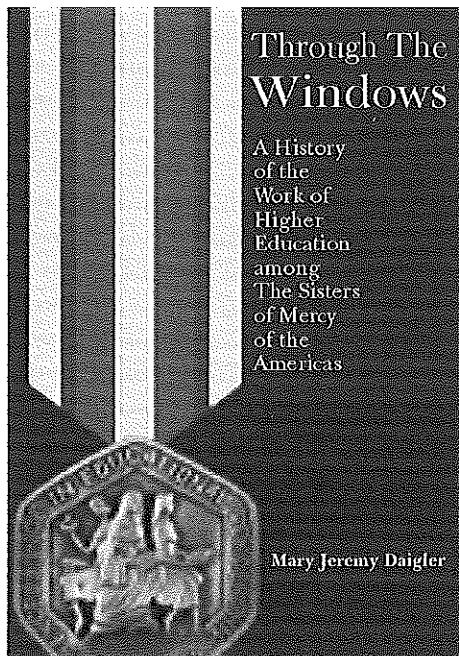 Through The
Windows
A History
of the
Work of
Higher
Education
among
The Sisters
of Mercy
of the
Americas
Mary Jeremy Daigler